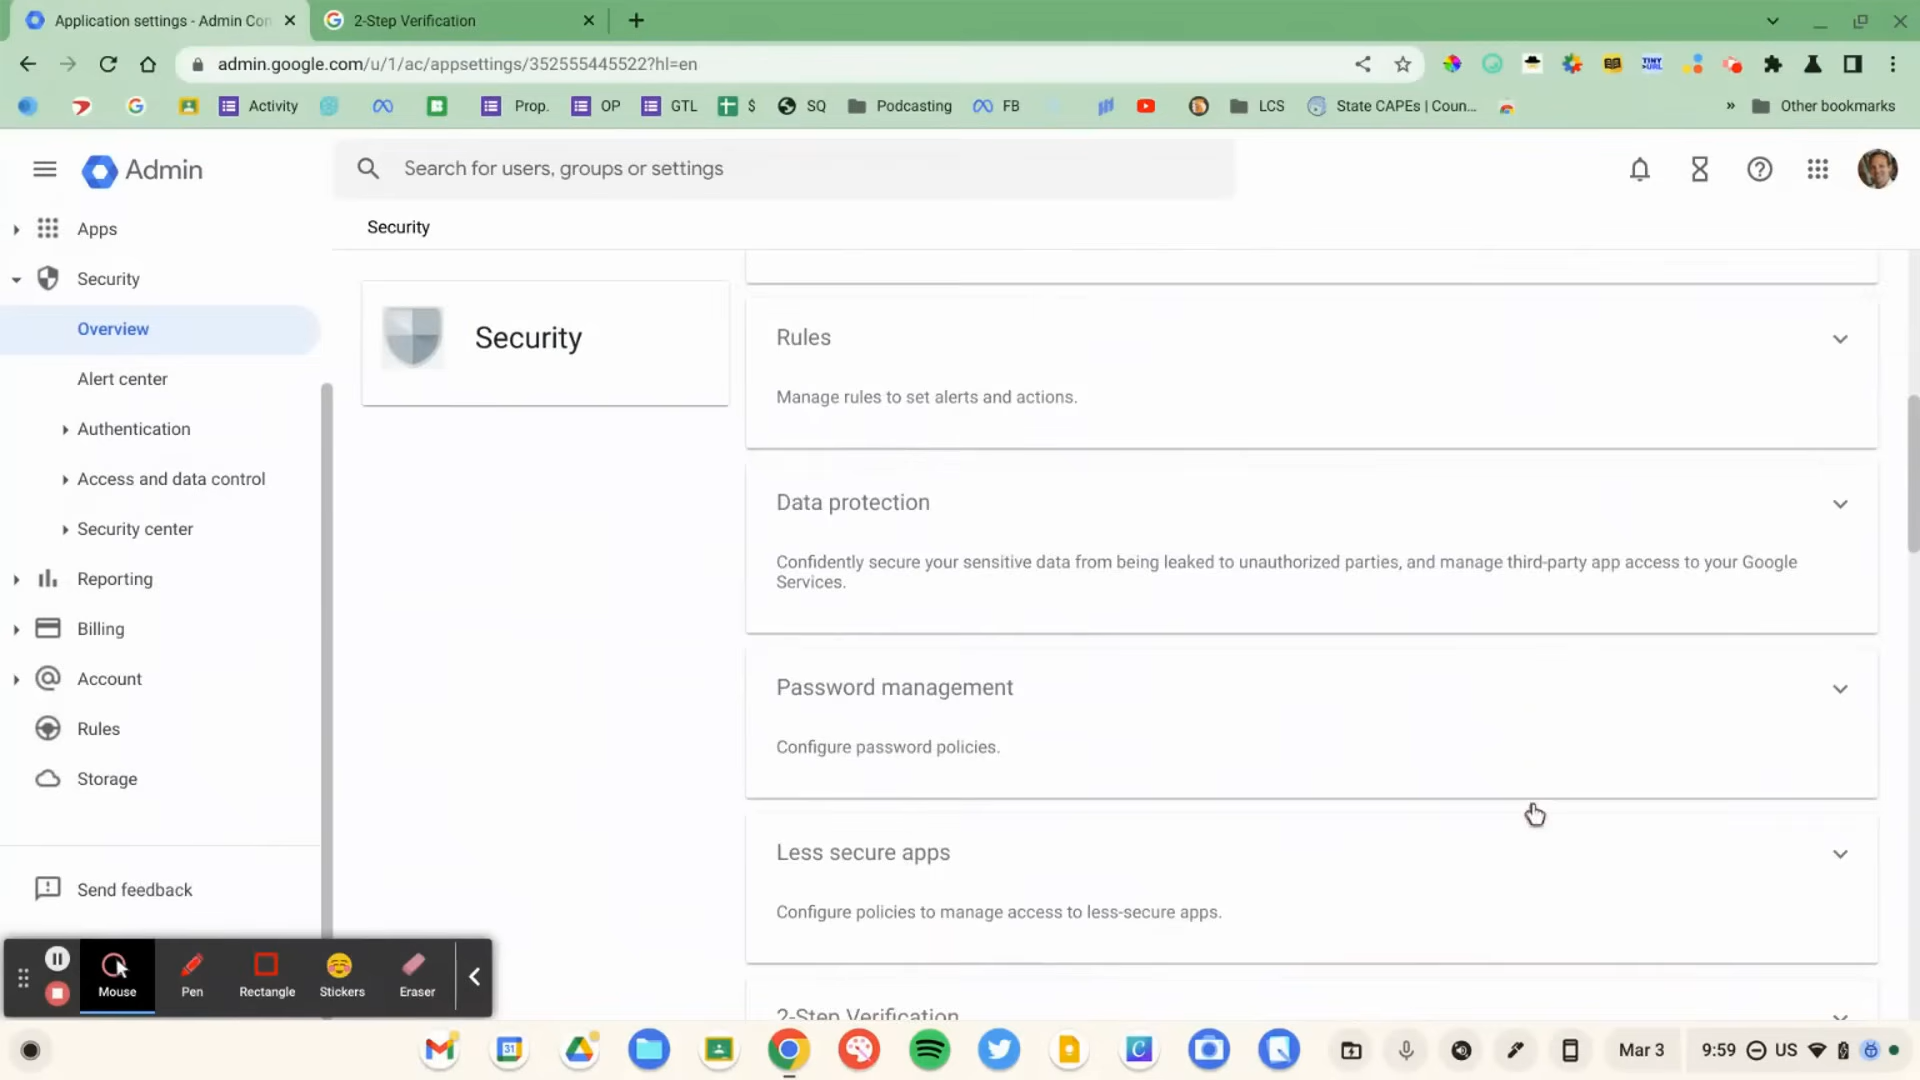 Application settings - Admin Con
2-Step Verification
admin.google.com/u/1/ac/appsettings/352555445522?hl=en
TINY
Activity
Prop.
OP
GTL
$
SQ
Podcasting
FB
LCS
State CAPEs | Coun...
»
Other bookmarks
Admin
Search for users, groups or settings
Apps
Security
Overview
Alert center
Authentication
Access and data control
Security center
Reporting
Billing
Account
Rules
Storage
Send feedback
Security
Security
Rules
Manage rules to set alerts and actions.
Data protection
Confidently secure your sensitive data from being leaked to unauthorized parties, and manage third-party app access to your Google
Services.
Password management
Configure password policies.
Less secure apps
Configure policies to manage access to less-secure apps.
2-Step Verification
Mouse
Pen
Rectangle
Stickers
Eraser
31
Mar 3
9:59
US